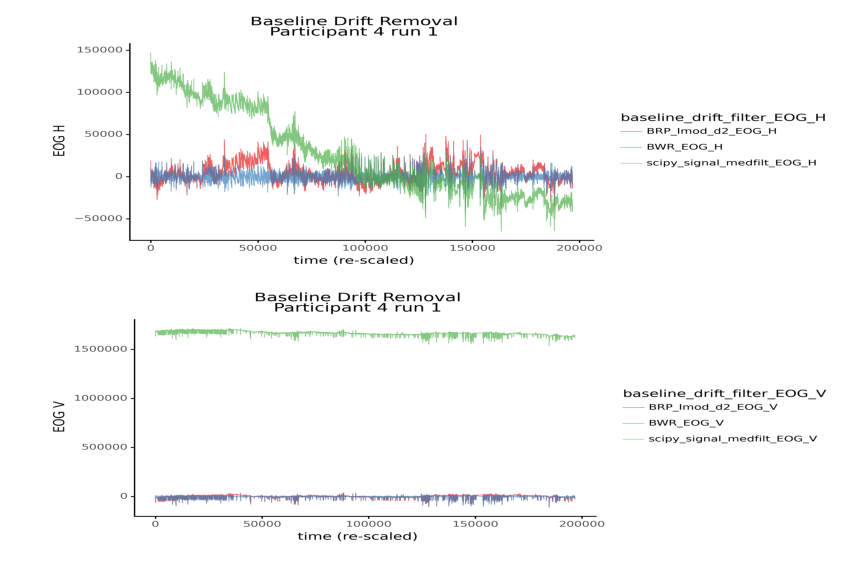 Baseline Drift Removal
Participant 4 run 1
150000
100000
50000
0
−50000
EOG H
0
50000
100000
150000
200000
time (re-scaled)
baseline_drift_filter_EOG_H
BRP_lmod_d2_EOG_H
BWR_EOG_H
scipy_signal_medfilt_EOG_H
Baseline Drift Removal
Participant 4 run 1
1500000
1000000
500000
0
EOG V
0
50000
100000
150000
200000
time (re-scaled)
baseline_drift_filter_EOG_V
BRP_lmod_d2_EOG_V
BWR_EOG_V
scipy_signal_medfilt_EOG_V